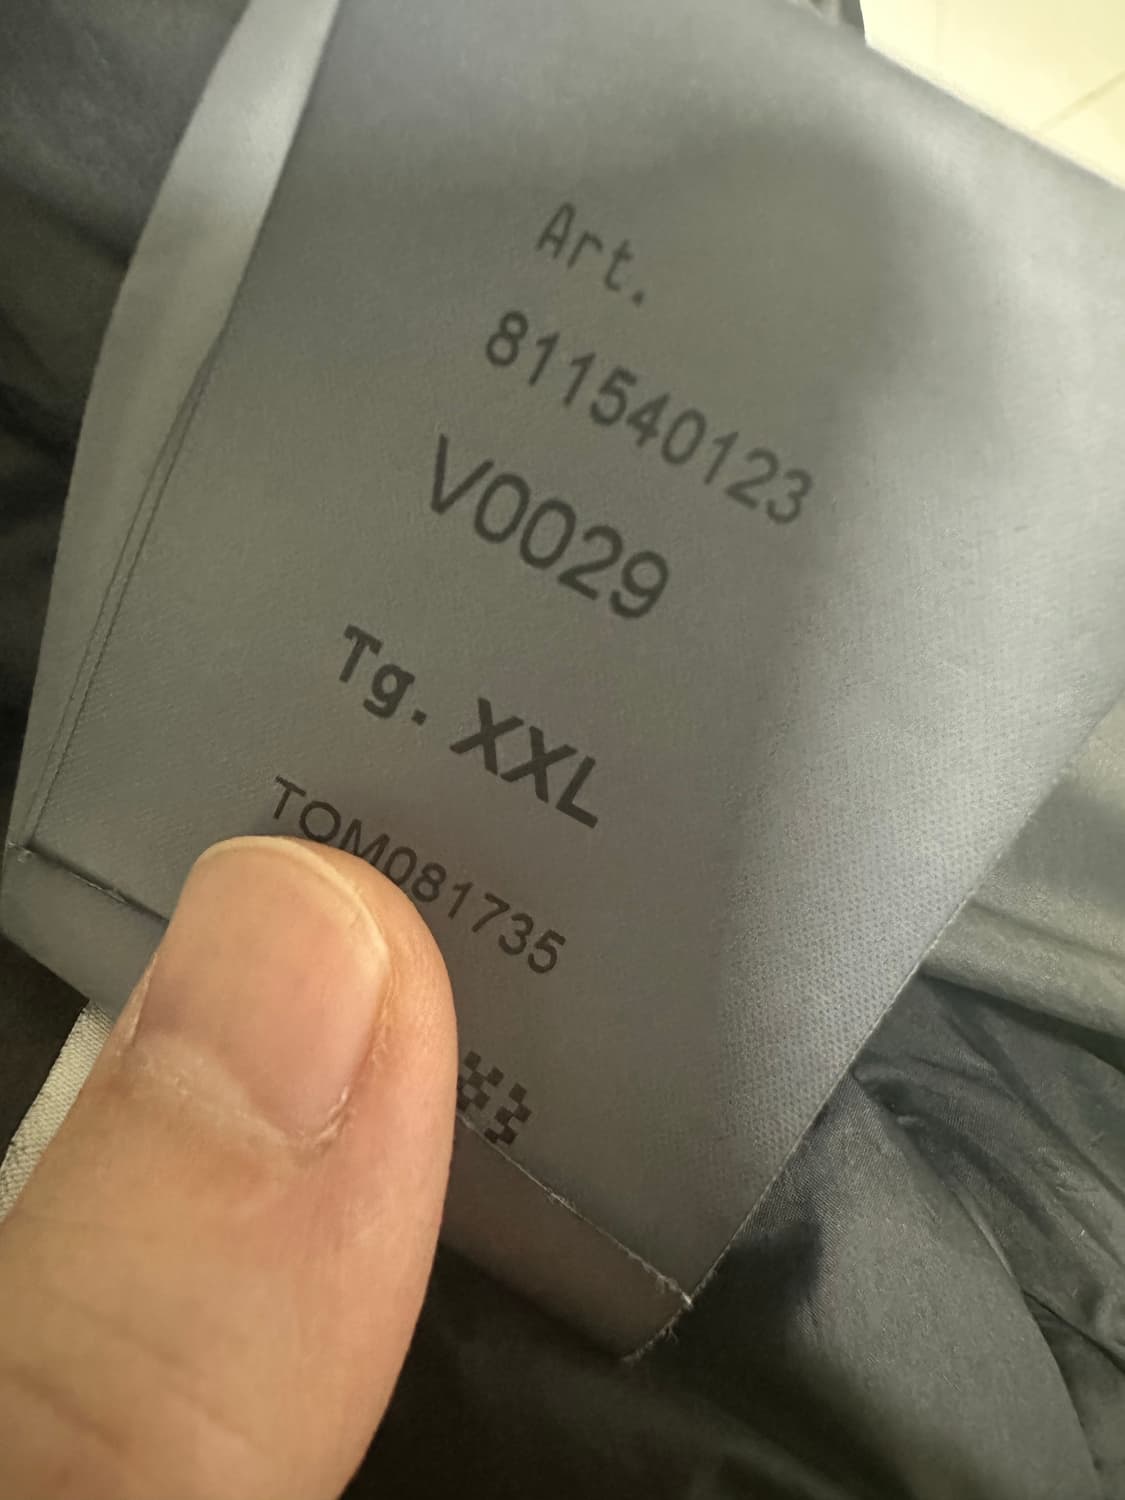 Art.
811540123
V0029
Tg. XXL
TOM081735